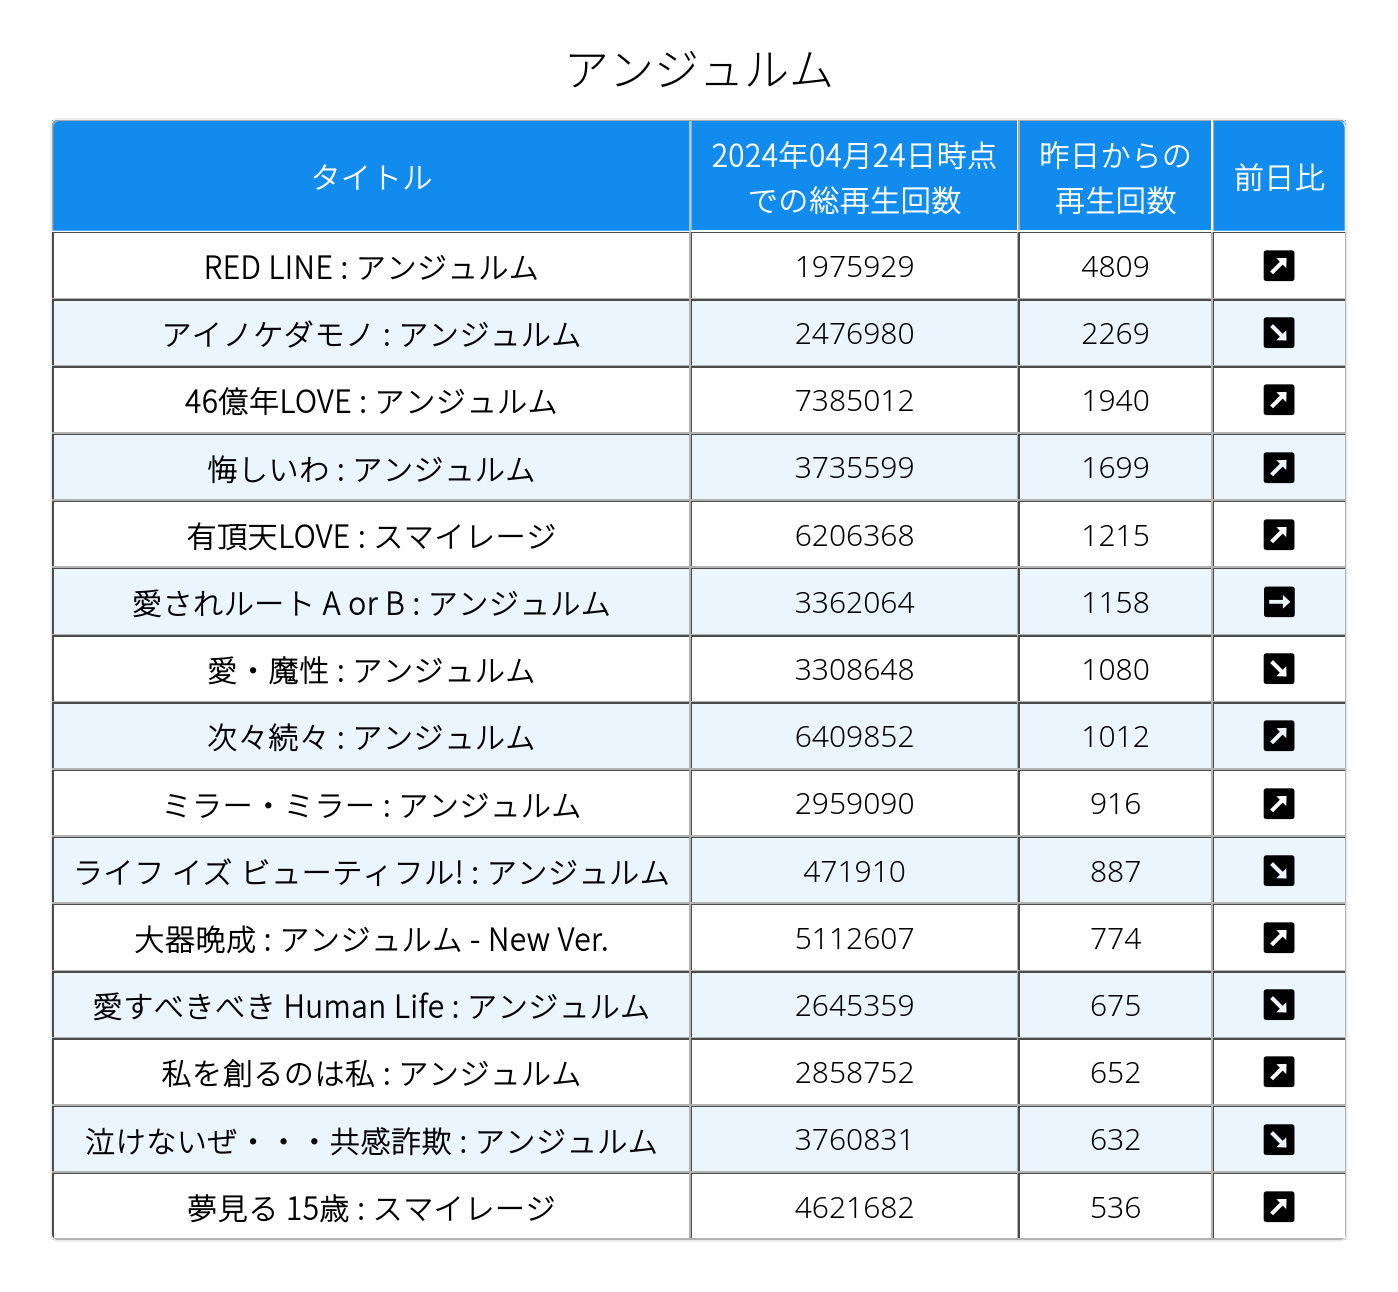 アンジュルム
タイトル
2024年04月24日時点
での総再生回数
昨日からの
再生回数
前日比
RED LINE : アンジュルム 1975929 4809 ↗
アイノケダモノ : アンジュルム 2476980 2269 ↘
46億年LOVE : アンジュルム 7385012 1940 ↗
悔しいわ : アンジュルム 3735599 1699 ↗
有頂天LOVE : スマイレージ 6206368 1215 ↗
愛されルート A or B : アンジュルム 3362064 1158 →
愛・魔性 : アンジュルム 3308648 1080 ↘
次々続々 : アンジュルム 6409852 1012 ↗
ミラー・ミラー : アンジュルム 2959090 916 ↗
ライフ イズ ビューティフル! : アンジュルム 471910 887 ↘
大器晩成 : アンジュルム - New Ver. 5112607 774 ↗
愛すべきべき Human Life : アンジュルム 2645359 675 ↘
私を創るのは私 : アンジュルム 2858752 652 ↗
泣けないぜ・・・共感詐欺 : アンジュルム 3760831 632 ↘
夢見る 15歳 : スマイレージ 4621682 536 ↗